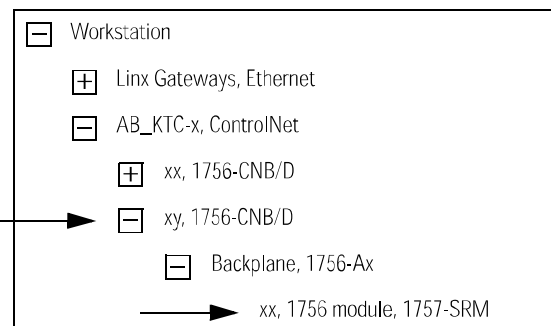 Workstation
Linx Gateways, Ethernet
AB_KTC-x, ControlNet
xx, 1756-CNB/D
xy, 1756-CNB/D
Backplane, 1756-Ax
xx, 1756 module, 1757-SRM